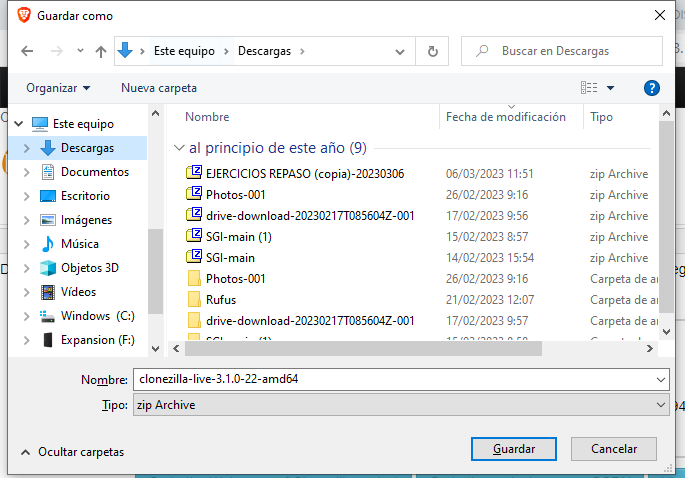 Guardar como
Este equipo Descargas
Buscar en Descargas
Organizar
Nueva carpeta
Este equipo
Descargas
Documentos
Escritorio
Imágenes
Música
Objetos 3D
Vídeos
Windows (C:)
Expansion (F:)
Nombre Fecha de modificación Tipo
al principio de este año (9)
EJERCICIOS REPASO (copia)-20230306 06/03/2023 11:51 zip Archive
Photos-001 26/02/2023 9:16 zip Archive
drive-download-20230217T085604Z-001 17/02/2023 9:56 zip Archive
SGI-main (1) 15/02/2023 8:57 zip Archive
SGI-main 14/02/2023 15:54 zip Archive
Photos-001 26/02/2023 9:16 Carpeta de ar
Rufus 21/02/2023 12:07 Carpeta de ar
drive-download-20230217T085604Z-001 17/02/2023 9:57 Carpeta de ar
Nombre: clonezilla-live-3.1.0-22-amd64
Tipo: zip Archive
Ocultar carpetas
Guardar
Cancelar